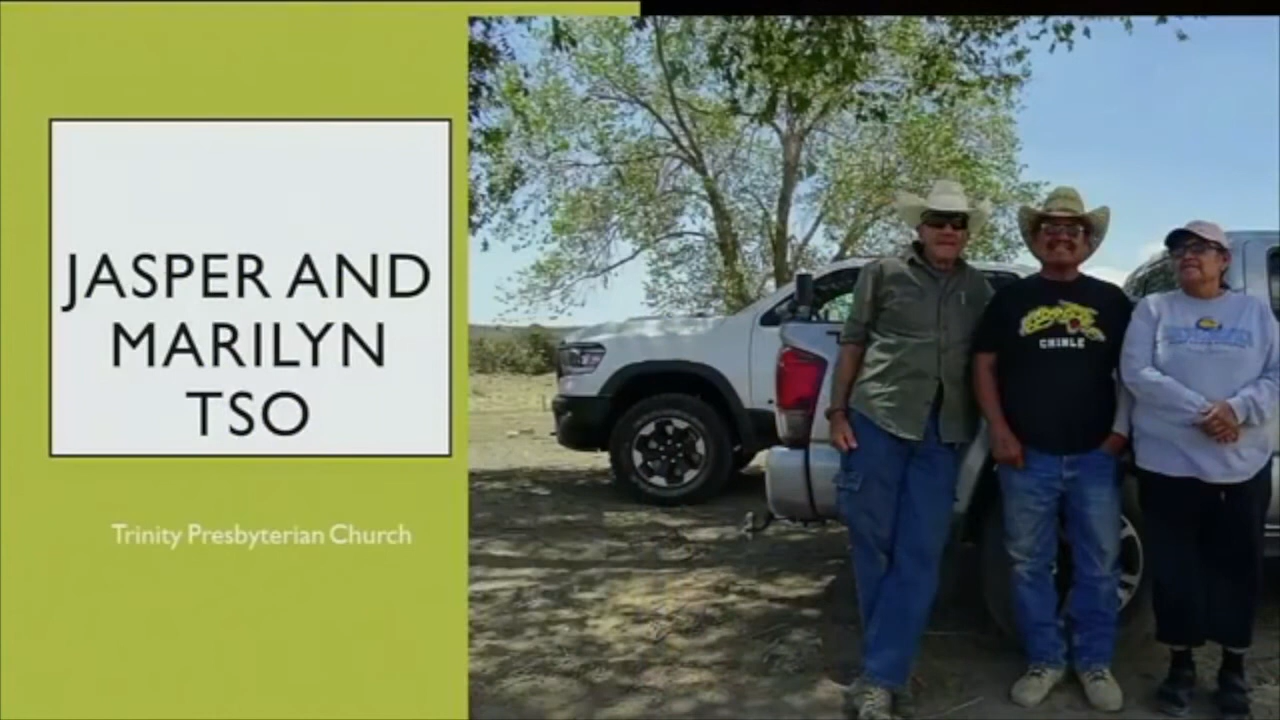 JASPER AND
MARILYN
TSO
Trinity Presbyterian Church
CHINLE